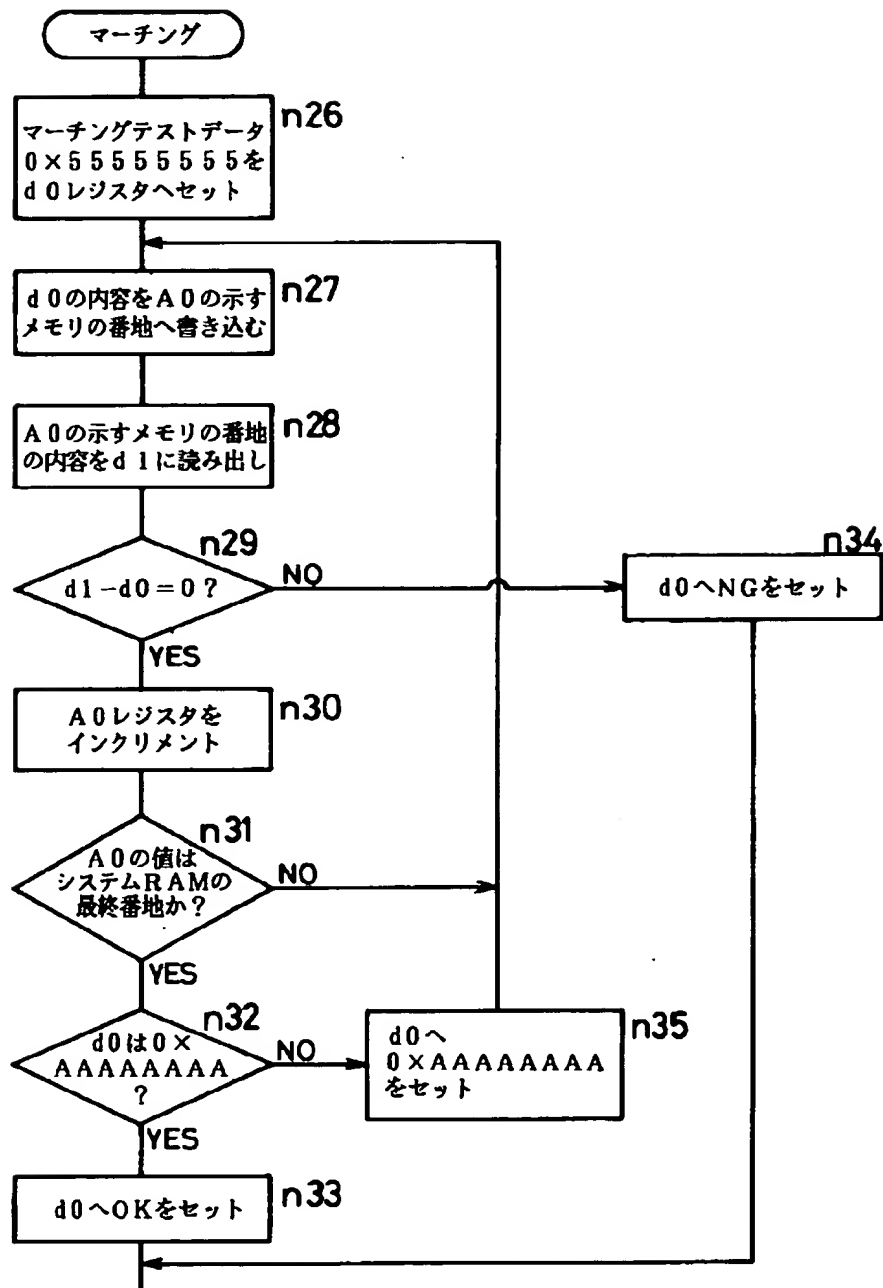 マーチング
n26
マーチングテストデータ
0×55555555を
d0レジスタへセット
n27
d0の内容をA0の示す
メモリの番地へ書き込む
n28
A0の示すメモリの番地
の内容をd1に読み出し
n29
d1−d0=0?
NO
YES
n34
d0へNGをセット
n30
A0レジスタを
インクリメント
n31
A0の値は
システムRAMの
最終番地か?
NO
YES
n32
d0は0×
AAAAAAAA
?
NO
YES
n35
d0へ
0×AAAAAAAA
をセット
n33
d0へOKをセット